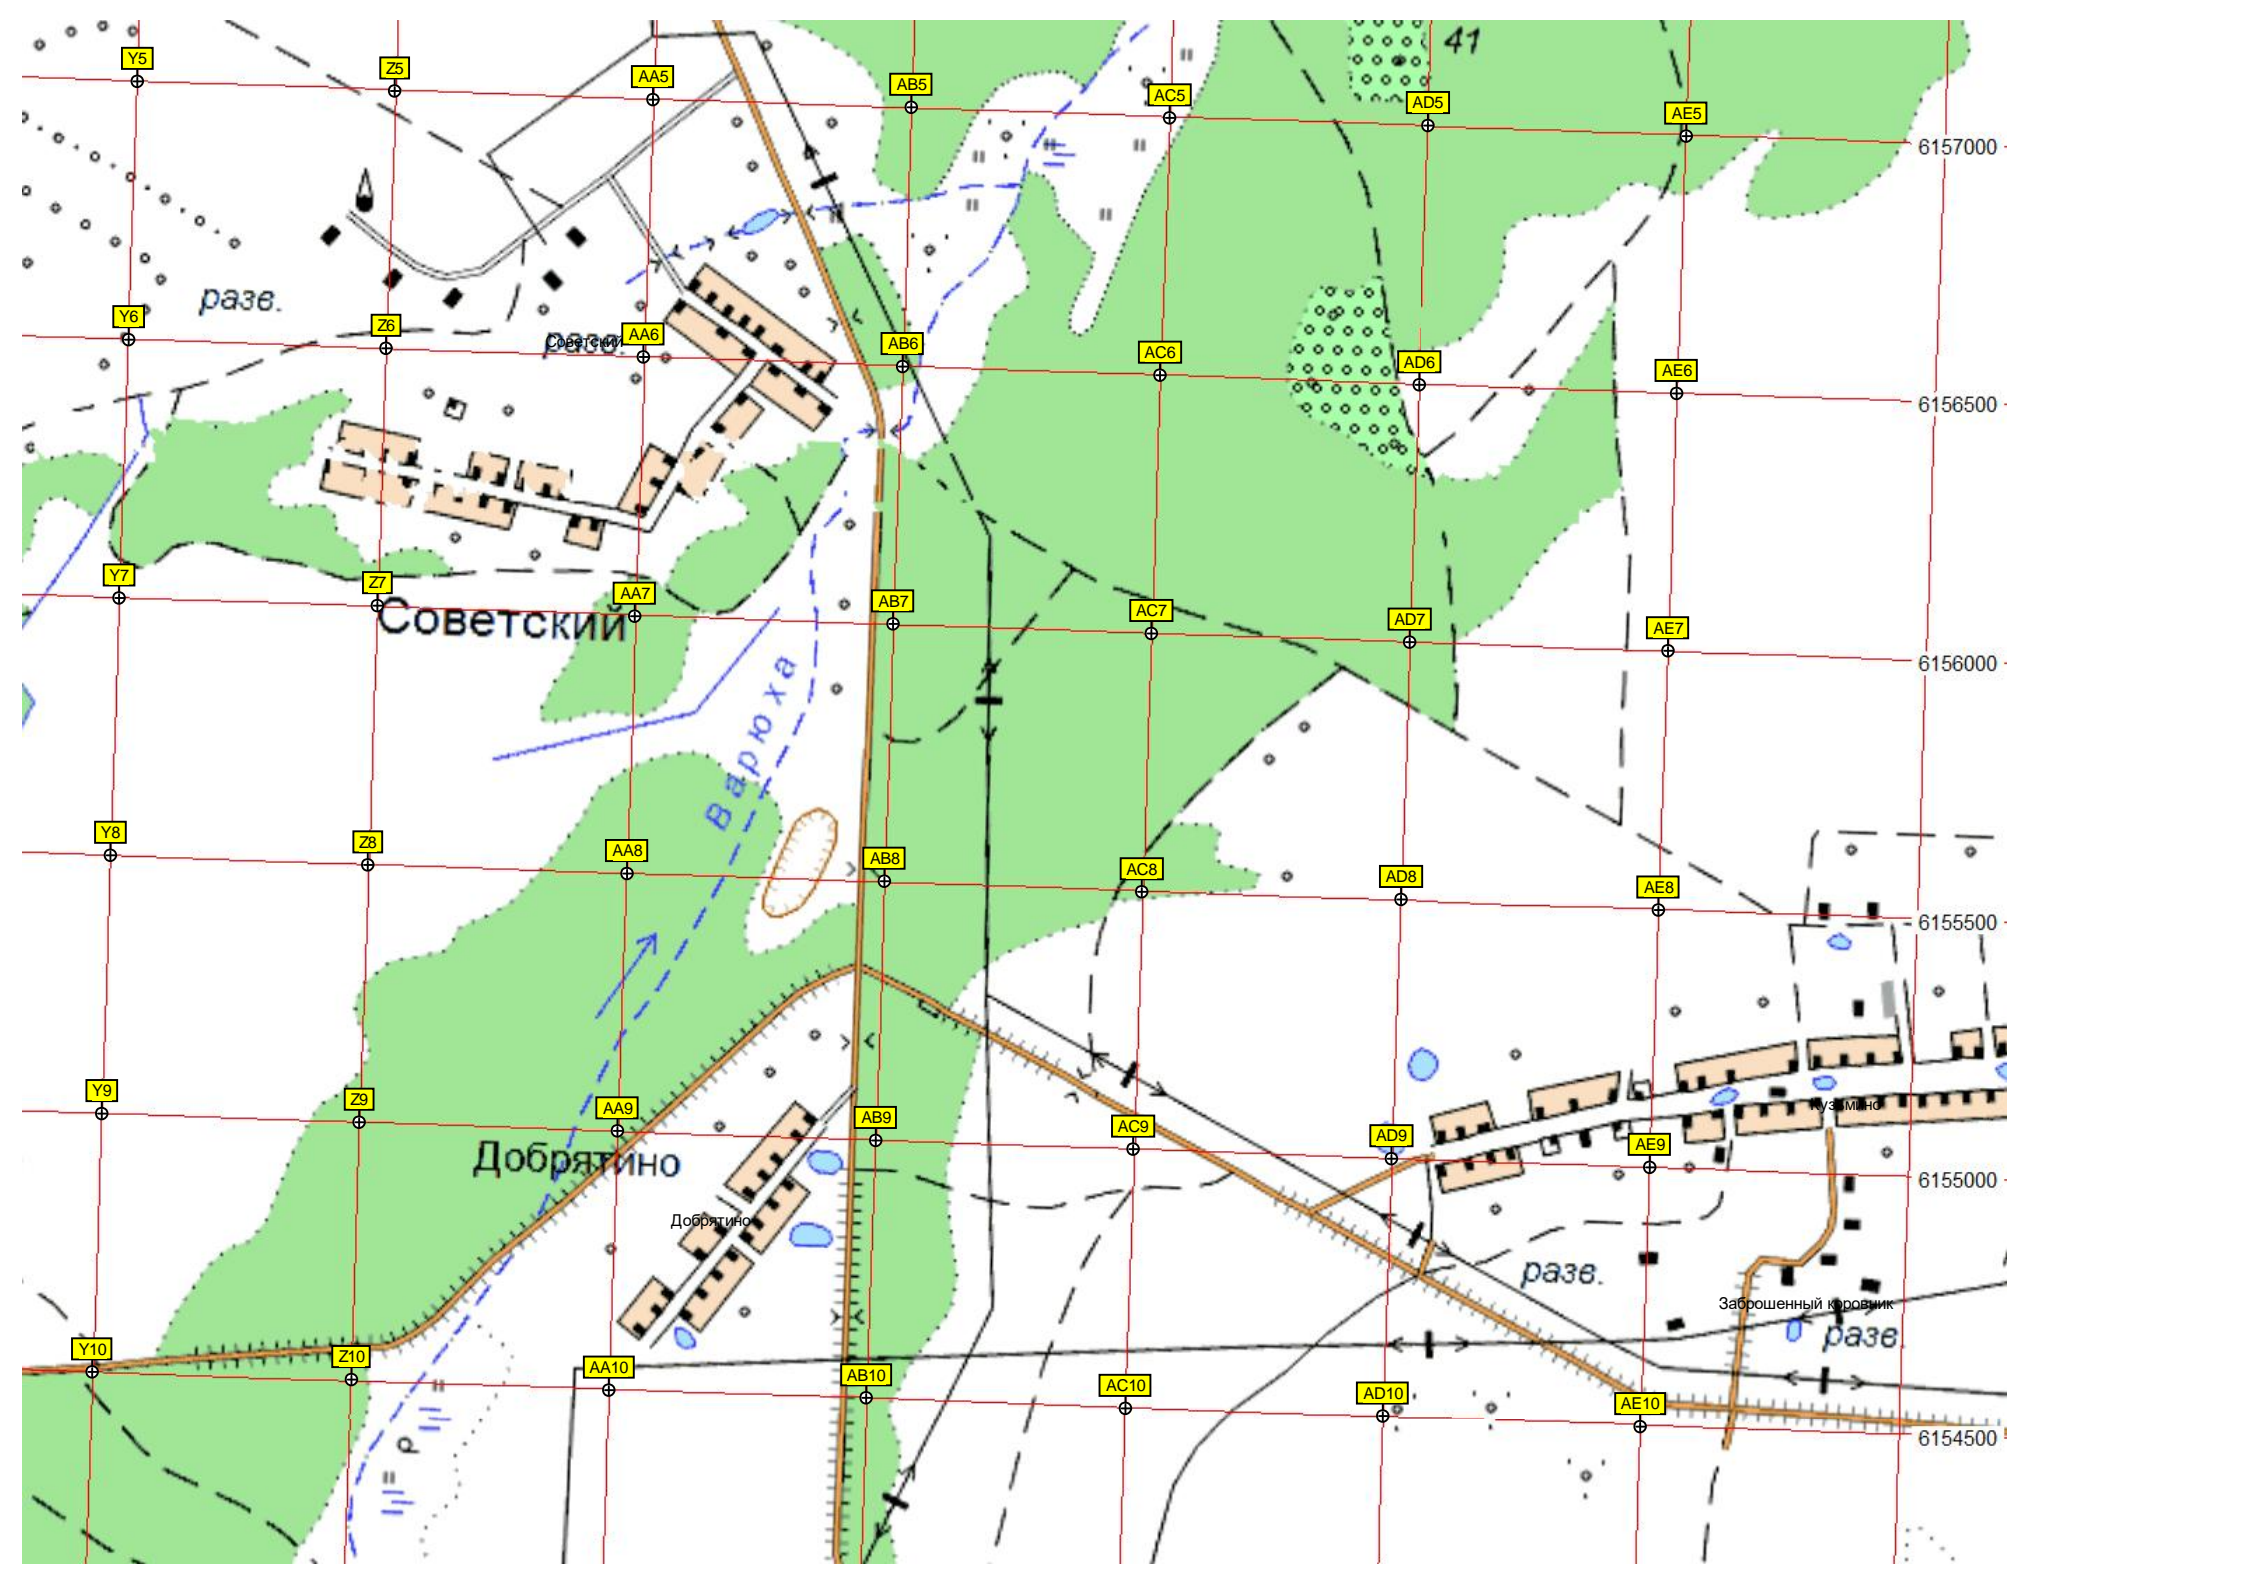 41
Y5
Z5
AA5
AB5
AC5
AD5
AE5
6157000
разв.
Y6
Z6
разв.
Советский
AA6
AB6
AC6
AD6
AE6
6156500
Y7
Z7
AA7
AB7
AC7
AD7
AE7
Советский
6156000
Варюха
Y8
Z8
AA8
AB8
AC8
AD8
AE8
6155500
Y9
Z9
AA9
AB9
AC9
AD9
AE9
Кузьмино
Добрятино
6155000
Добрятино
разв.
Заброшенный коровник
разв
Y10
Z10
AA10
AB10
AC10
AD10
AE10
6154500
р